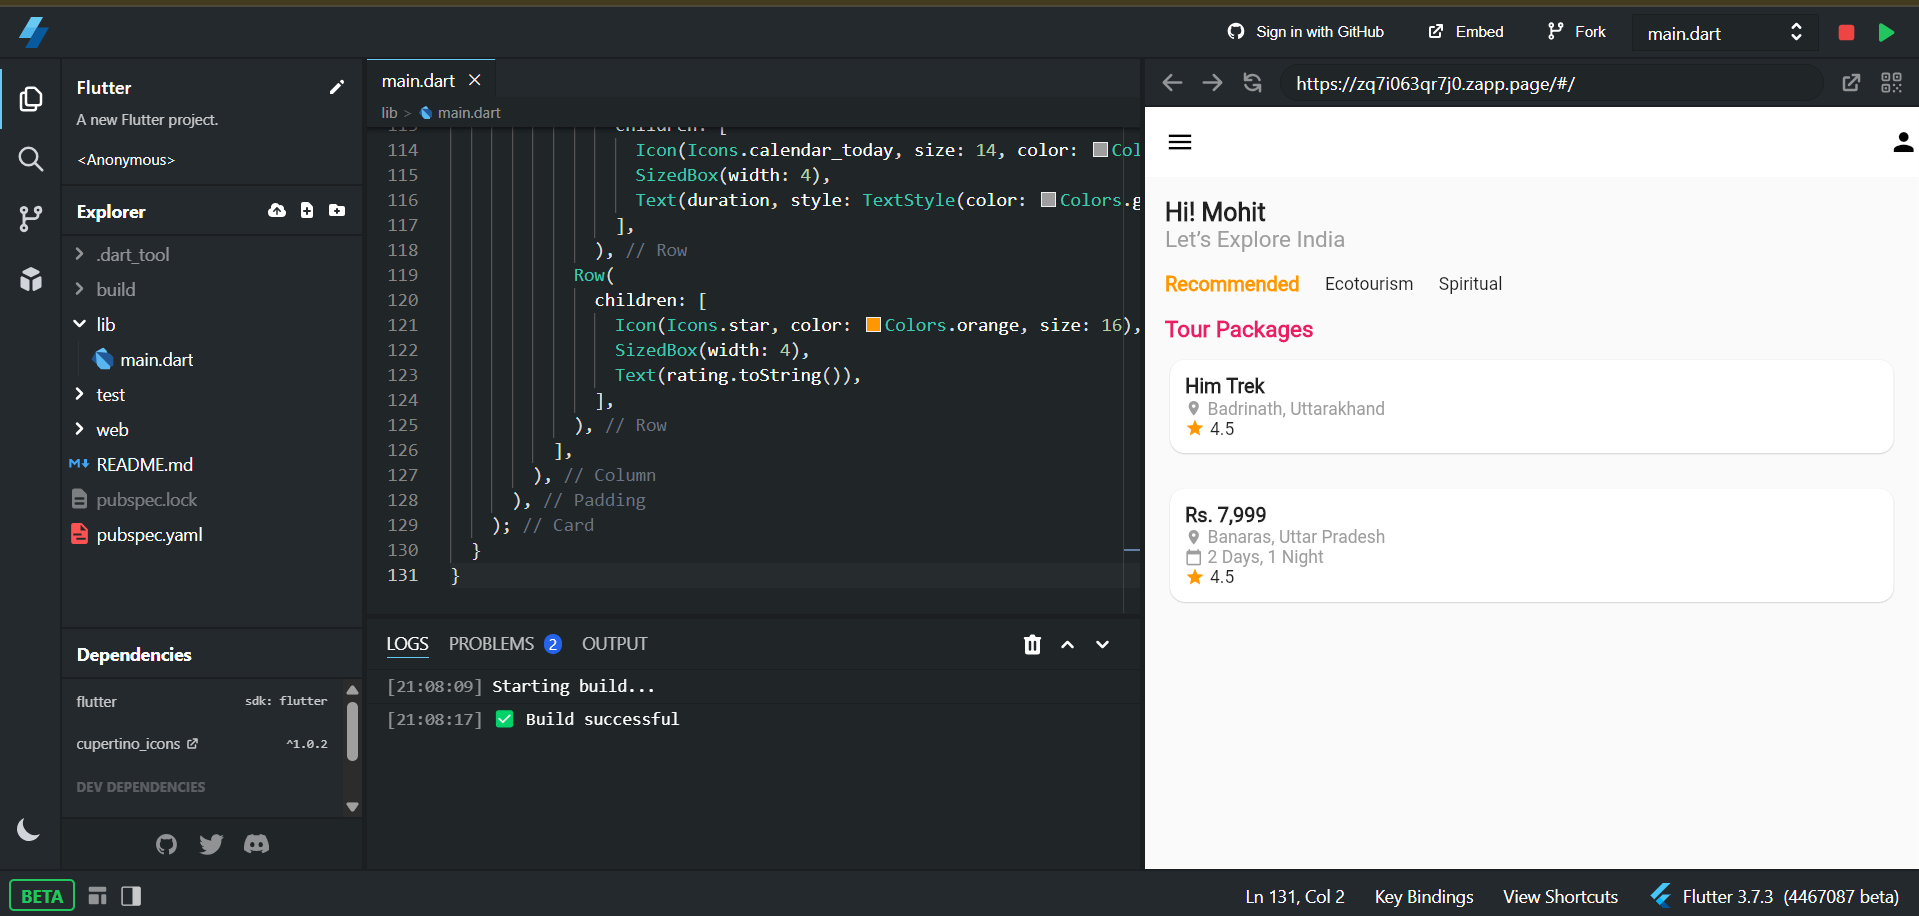 Sign in with GitHub
Embed
Fork
main.dart
Flutter
A new Flutter project.
<Anonymous>
Explorer
.dart_tool
build
lib
main.dart
test
web
README.md
pubspec.lock
pubspec.yaml
Dependencies
flutter sdk: flutter
cupertino_icons ^1.0.2
DEV DEPENDENCIES
main.dart
lib > main.dart
113 children: [
114 Icon(Icons.calendar_today, size: 14, color: Col
115 SizedBox(width: 4),
116 Text(duration, style: TextStyle(color: Colors.g
117 ],
118 ), // Row
119 Row(
120 children: [
121 Icon(Icons.star, color: Colors.orange, size: 16),
122 SizedBox(width: 4),
123 Text(rating.toString()),
124 ],
125 ), // Row
126 ],
127 ), // Column
128 ), // Padding
129 ); // Card
130 }
131 }
LOGS PROBLEMS 2 OUTPUT
[21:08:09] Starting build...
[21:08:17] Build successful
https://zq7i063qr7j0.zapp.page/#/
Hi! Mohit
Let’s Explore India
Recommended Ecotourism Spiritual
Tour Packages
Him Trek
Badrinath, Uttarakhand
4.5
Rs. 7,999
Banaras, Uttar Pradesh
2 Days, 1 Night
4.5
BETA
Ln 131, Col 2
Key Bindings
View Shortcuts
Flutter 3.7.3 (4467087 beta)